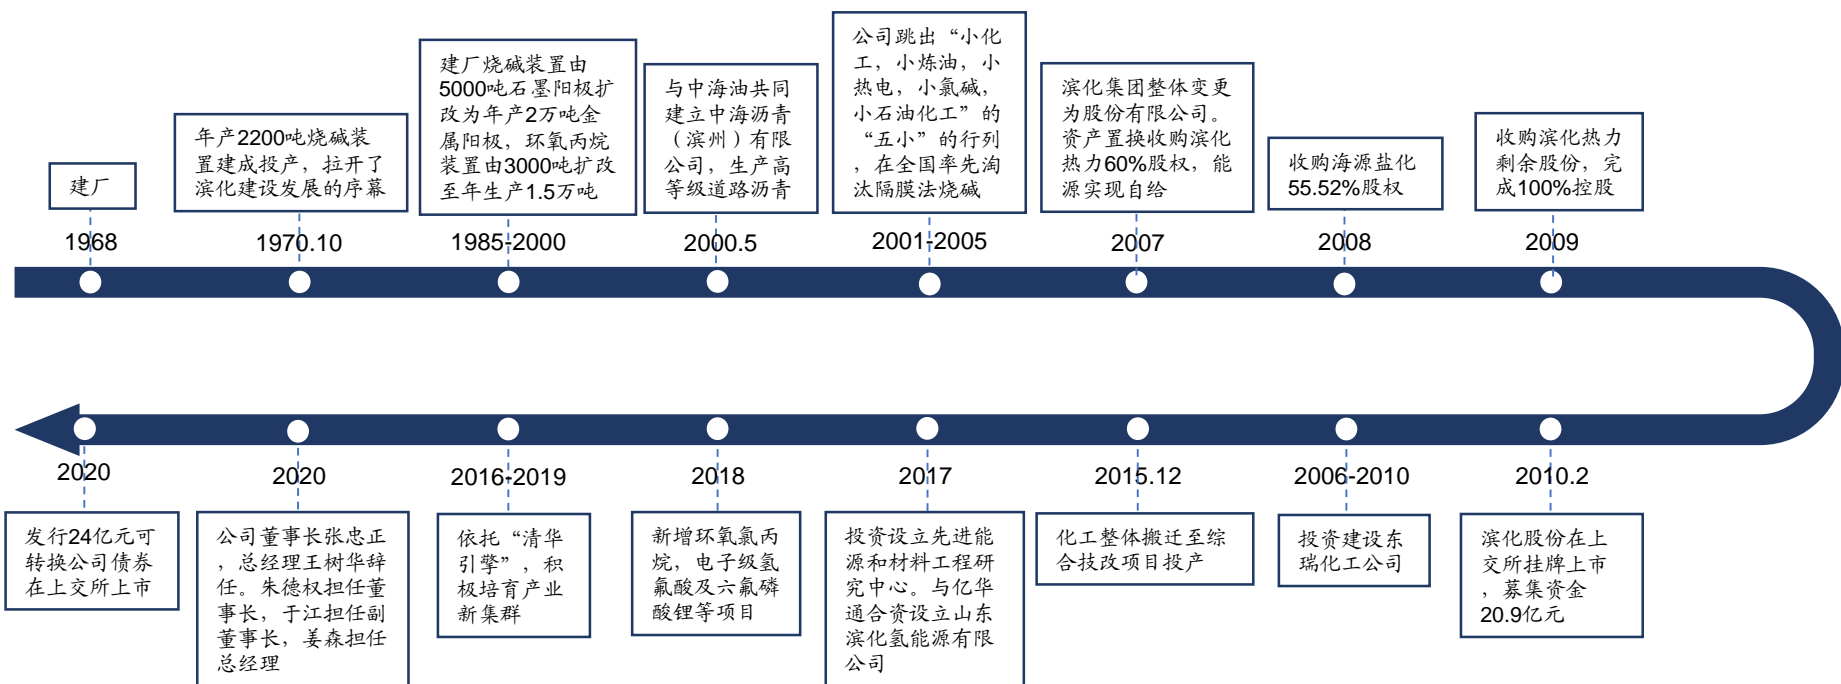 建厂
1968
年产2200吨烧碱装
置建成投产，拉开了
滨化建设发展的序幕
1970.10
建厂烧碱装置由
5000吨石墨阳极扩
改为年产2万吨金
属阳极，环氧丙烷
装置由3000吨扩改
至年生产1.5万吨
1985-2000
与中海油共同
建立中海沥青
（滨州）有限
公司，生产高
等级道路沥青
2000.5
公司跳出“小化
工，小炼油，小
热电，小氯碱，
小石油化工”的
“五小”的行列
，在全国率先淘
汰隔膜法烧碱
2001-2005
滨化集团整体变更
为股份有限公司。
资产置换收购滨化
热力60%股权，能
源实现自给
2007
收购海源盐化
55.52%股权
2008
收购滨化热力
剩余股份，完
成100%控股
2009
2020
发行24亿元可
转换公司债券
在上交所上市
2020
公司董事长张忠正
，总经理王树华辞
任。朱德权担任董
事长，于江担任副
董事长，姜森担任
总经理
2016-2019
依托“清华
引擎”，积
极培育产业
新集群
2018
新增环氧氯丙
烷，电子级氢
氟酸及六氟磷
酸锂等项目
2017
投资设立先进能
源和材料工程研
究中心。与亿华
通合资设立山东
滨化氢能源有限
公司
2015.12
化工整体搬迁至综
合技改项目投产
2006-2010
投资建设东
瑞化工公司
2010.2
滨化股份在上
交所挂牌上市
，募集资金
20.9亿元